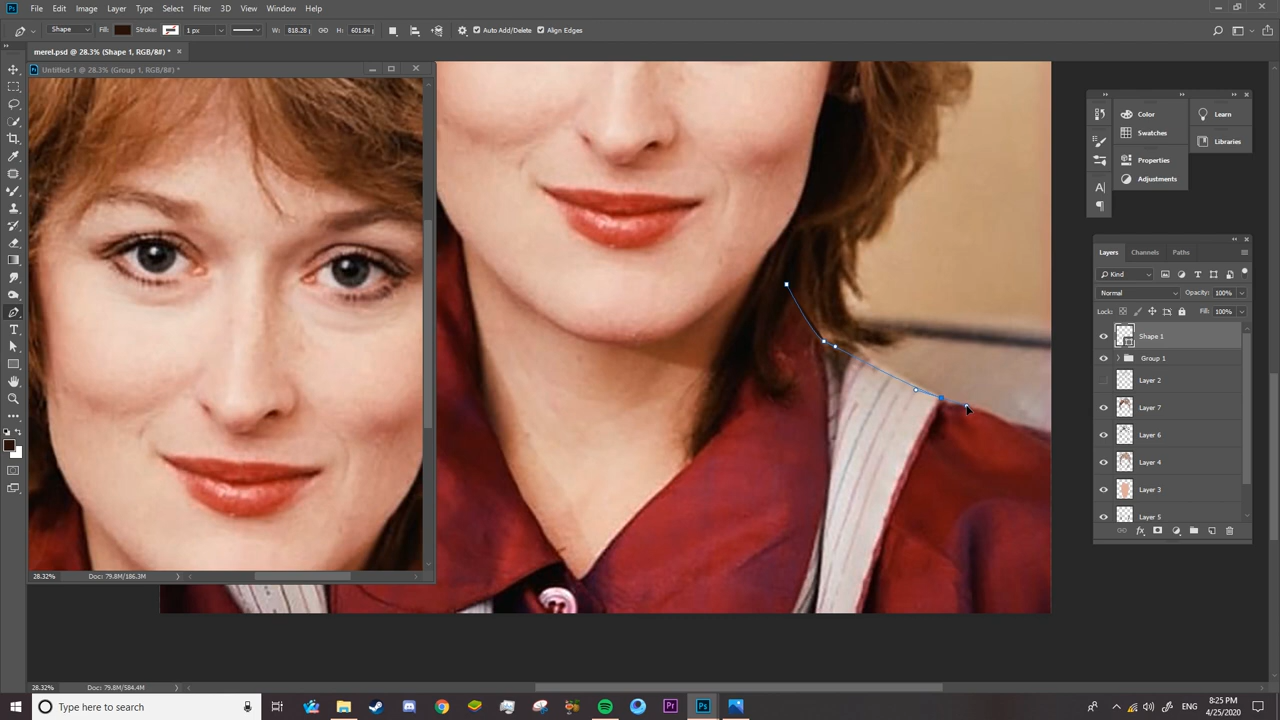 Ps File Edit Image Layer Type Select Filter 3D View Window Help
Shape Fill: Stroke: 1 px W: 818.28 p H: 601.84 p Auto Add/Delete Align Edges
merel.psd @ 28.3% (Shape 1, RGB/8#) *
Untitled-1 @ 28.3% (Group 1, RGB/8#) *
Color Learn
Swatches Libraries
Properties
Adjustments
Layers Channels Paths
Kind
Normal Opacity: 100%
Lock: Fill: 100%
Shape 1
Group 1
Layer 2
Layer 7
Layer 6
Layer 4
Layer 3
Layer 5
fx
28.32% Doc: 79.8M/186.3M
28.32% Doc: 79.8M/584.4M
Type here to search Pr Ps ENG 8:25 PM
4/25/2020